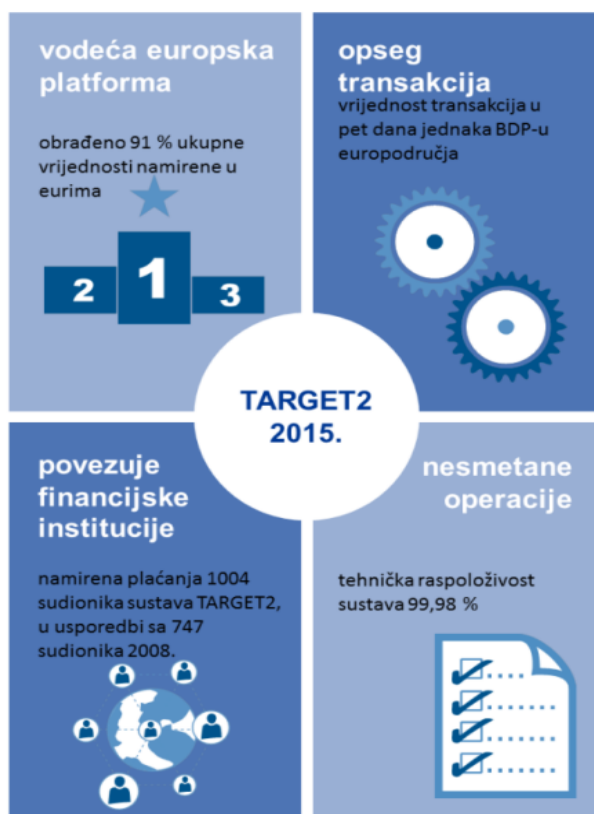 vodeća europska
platforma
obrađeno 91 % ukupne
vrijednosti namirene u
eurima
2
1
3
opseg
transakcija
vrijednost transakcija u
pet dana jednaka BDP-u
europodručja
TARGET2
2015.
povezuje
financijske
institucije
namirena plaćanja 1004
sudionika sustava TARGET2,
u usporedbi sa 747
sudionika 2008.
nesmetane
operacije
tehnička raspoloživost
sustava 99,98 %